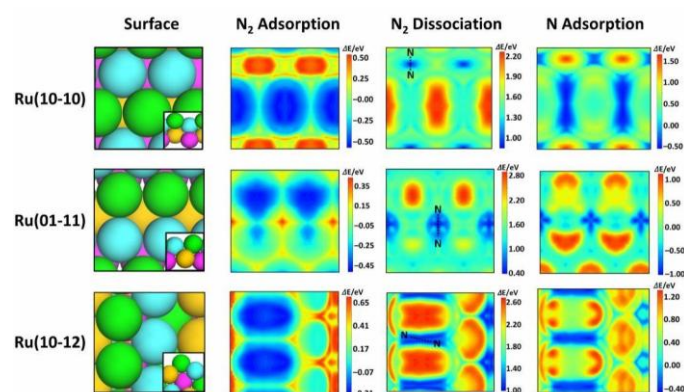 Surface N₂ Adsorption N₂ Dissociation N Adsorption
Ru(10-10)
ΔE/eV
0.50
0.25
-0.00
-0.25
-0.50
N
N
ΔE/eV
2.20
1.90
1.60
1.30
1.00
ΔE/eV
1.00
0.50
0.00
-0.50
Ru(01-11)
ΔE/eV
0.35
0.15
-0.05
-0.25
-0.45
N
N
ΔE/eV
2.80
2.20
1.60
1.00
0.40
ΔE/eV
1.00
0.50
0.00
-0.50
-1.00
Ru(10-12)
ΔE/eV
0.65
0.41
0.17
-0.07
N
N
ΔE/eV
2.60
2.20
1.80
1.40
1.00
ΔE/eV
1.20
0.80
0.40
0.00
-0.40